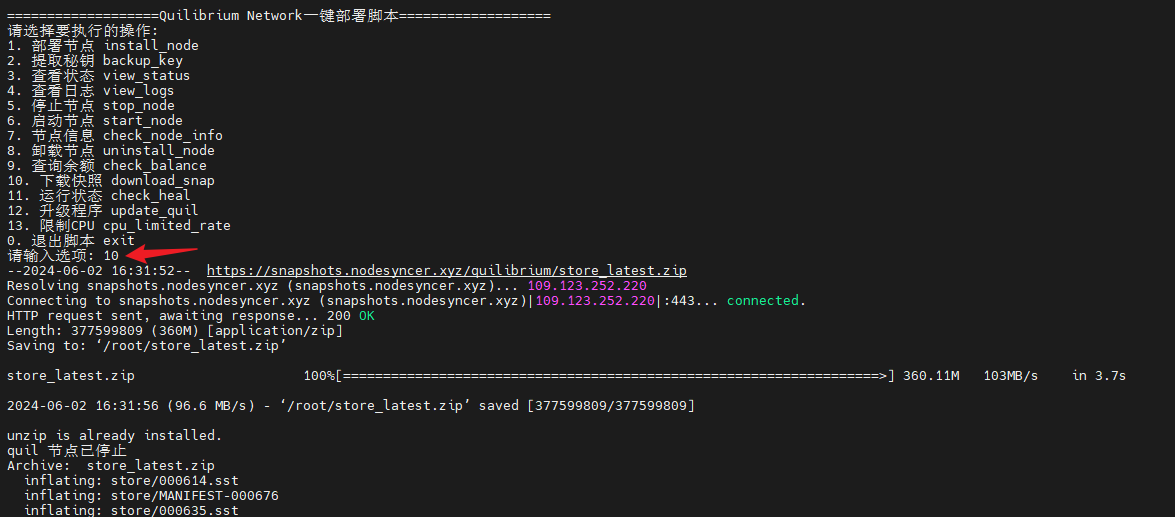 ===================Quilibrium Network一键部署脚本===================
请选择要执行的操作:
1. 部署节点 install_node
2. 提取秘钥 backup_key
3. 查看状态 view_status
4. 查看日志 view_logs
5. 停止节点 stop_node
6. 启动节点 start_node
7. 节点信息 check_node_info
8. 卸载节点 uninstall_node
9. 查询余额 check_balance
10. 下载快照 download_snap
11. 运行状态 check_heal
12. 升级程序 update_quil
13. 限制CPU cpu_limited_rate
0. 退出脚本 exit
请输入选项: 10
--2024-06-02 16:31:52--  https://snapshots.nodesyncer.xyz/quilibrium/store_latest.zip
Resolving snapshots.nodesyncer.xyz (snapshots.nodesyncer.xyz)... 109.123.252.220
Connecting to snapshots.nodesyncer.xyz (snapshots.nodesyncer.xyz)|109.123.252.220|:443... connected.
HTTP request sent, awaiting response... 200 OK
Length: 377599809 (360M) [application/zip]
Saving to: ‘/root/store_latest.zip’
store_latest.zip                     100%[===================================================================>] 360.11M   103MB/s    in 3.7s
2024-06-02 16:31:56 (96.6 MB/s) - ‘/root/store_latest.zip’ saved [377599809/377599809]
unzip is already installed.
quil 节点已停止
Archive:  store_latest.zip
  inflating: store/000614.sst
  inflating: store/MANIFEST-000676
  inflating: store/000635.sst